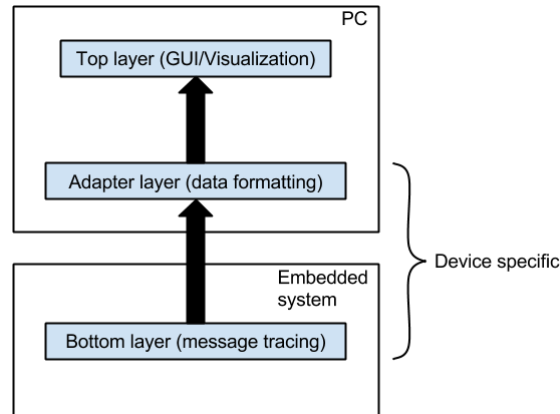 PC
Top layer (GUI/Visualization)
Adapter layer (data formatting)
Device specific
Embedded
system
Bottom layer (message tracing)